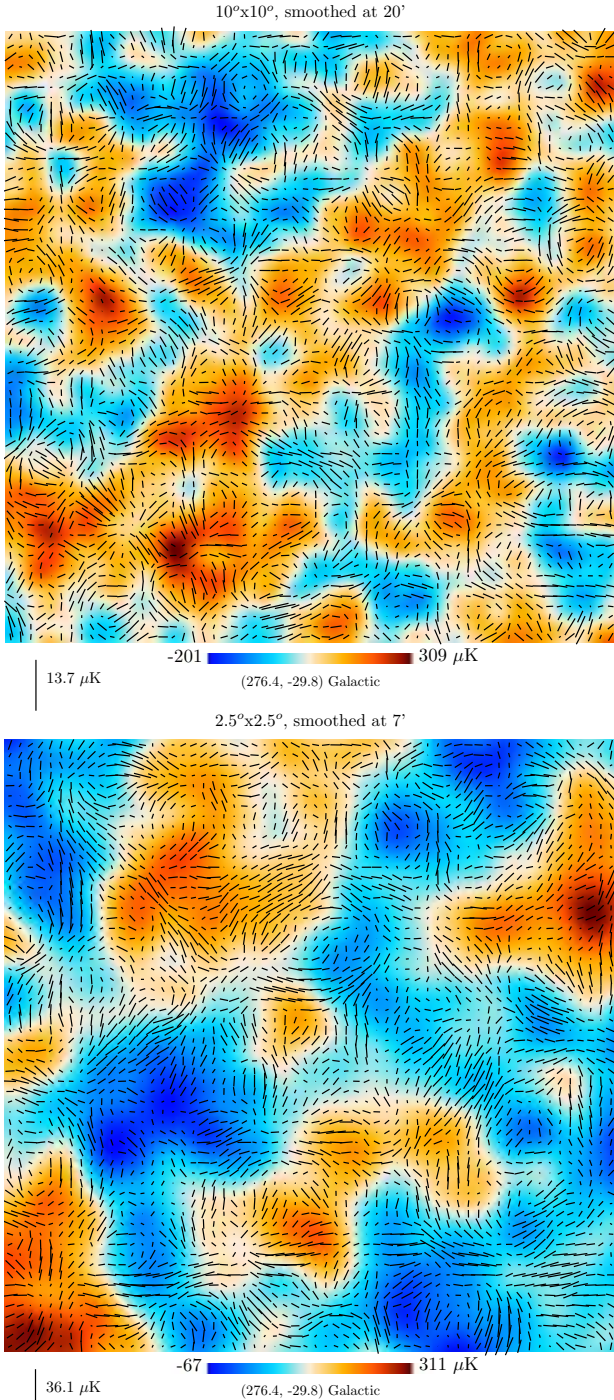 10°x10°, smoothed at 20'
-201 309 μK
13.7 μK
(276.4, -29.8) Galactic
2.5°x2.5°, smoothed at 7'
-67 311 μK
36.1 μK
(276.4, -29.8) Galactic